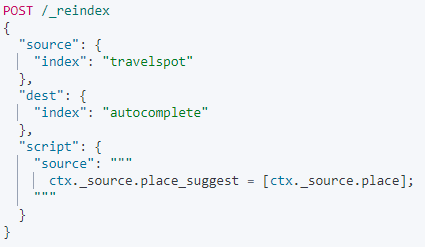 POST /_reindex
{
  "source": {
    "index": "travelspot"
  },
  "dest": {
    "index": "autocomplete"
  },
  "script": {
    "source": """
      ctx._source.place_suggest = [ctx._source.place];
    """
  }
}